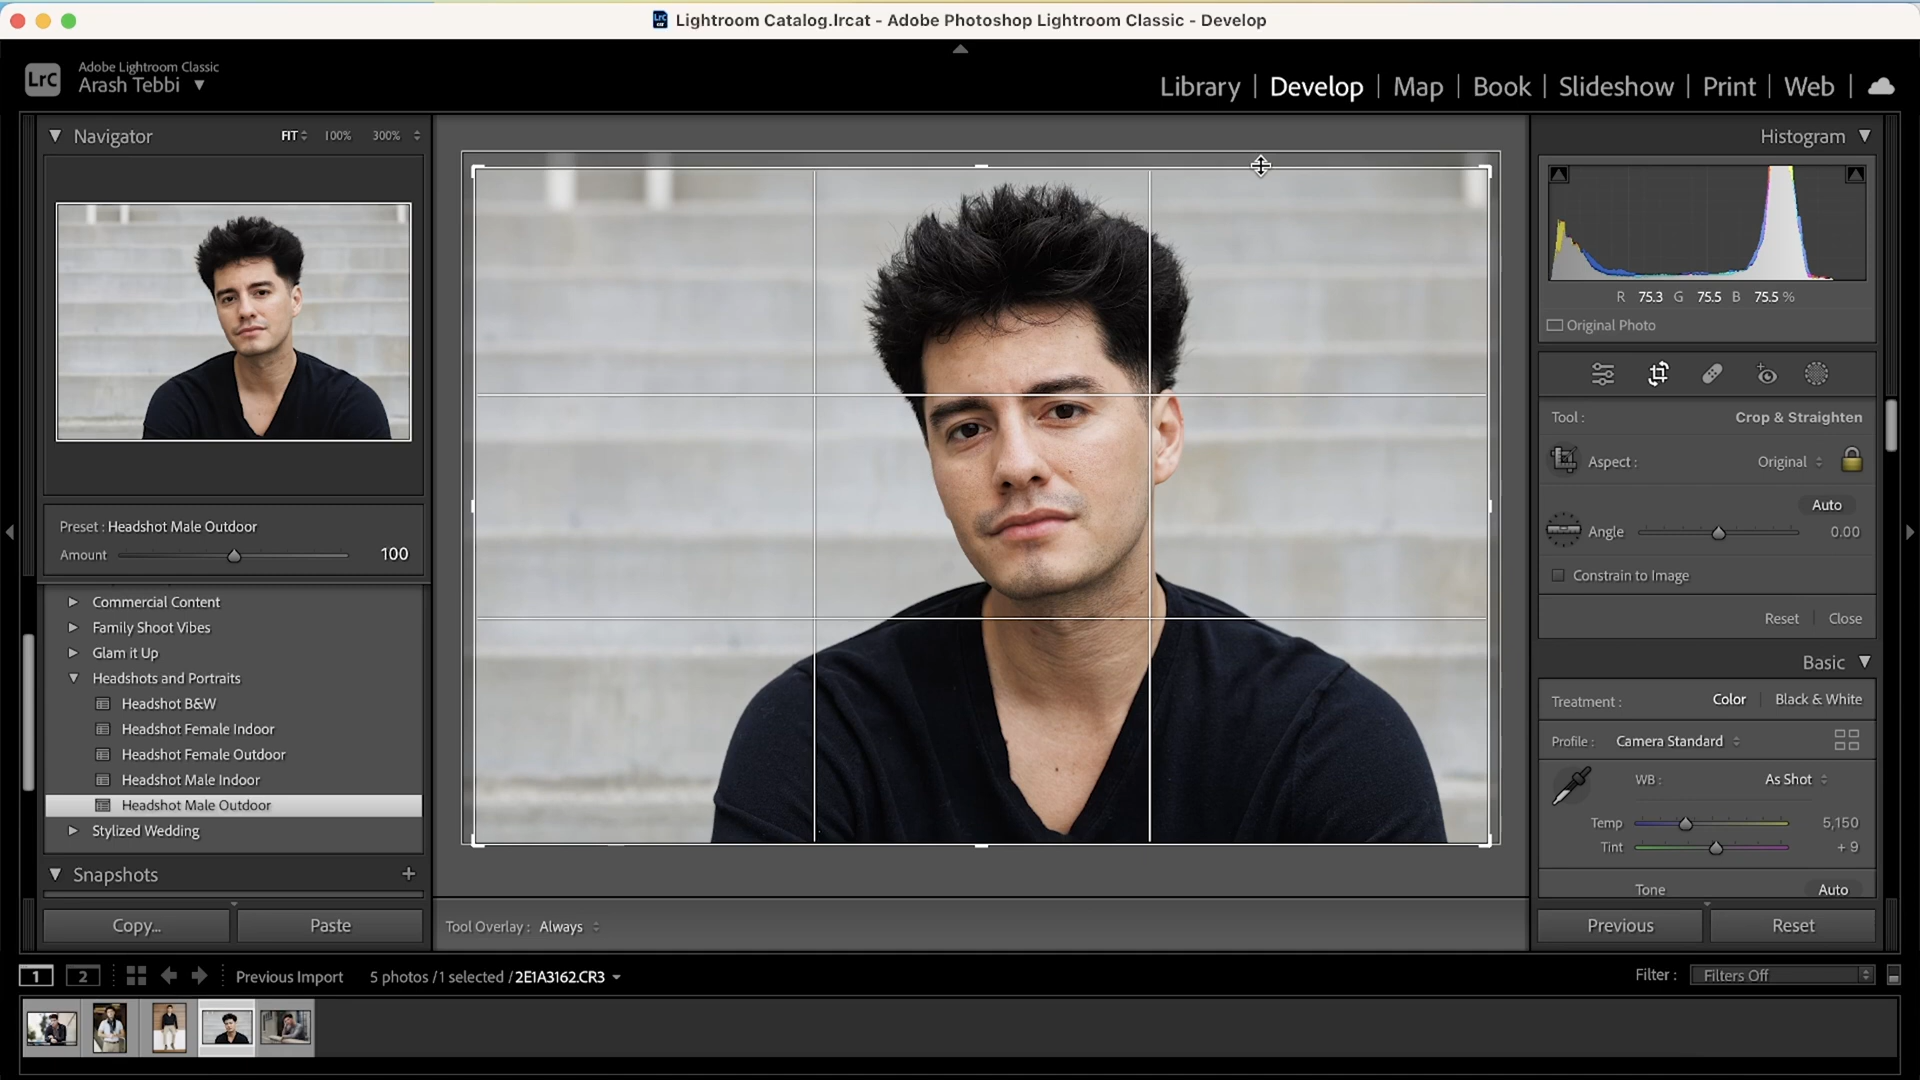 Lightroom Catalog.lrcat - Adobe Photoshop Lightroom Classic - Develop
LrC
Adobe Lightroom Classic
Arash Tebbi
Library | Develop | Map | Book | Slideshow | Print | Web
Navigator FIT 100% 300%
Preset : Headshot Male Outdoor
Amount 100
Commercial Content
Family Shoot Vibes
Glam it Up
Headshots and Portraits
Headshot B&W
Headshot Female Indoor
Headshot Female Outdoor
Headshot Male Indoor
Headshot Male Outdoor
Stylized Wedding
Snapshots +
Copy... Paste
Tool Overlay : Always
Histogram
R 75.3 G 75.5 B 75.5 %
Original Photo
Tool : Crop & Straighten
Aspect : Original
Auto
Angle 0.00
Constrain to Image
Reset | Close
Basic
Treatment : Color | Black & White
Profile : Camera Standard
WB : As Shot
Temp 5,150
Tint + 9
Tone Auto
Previous Reset
1 2 Previous Import 5 photos / 1 selected / 2E1A3162.CR3 Filter : Filters Off